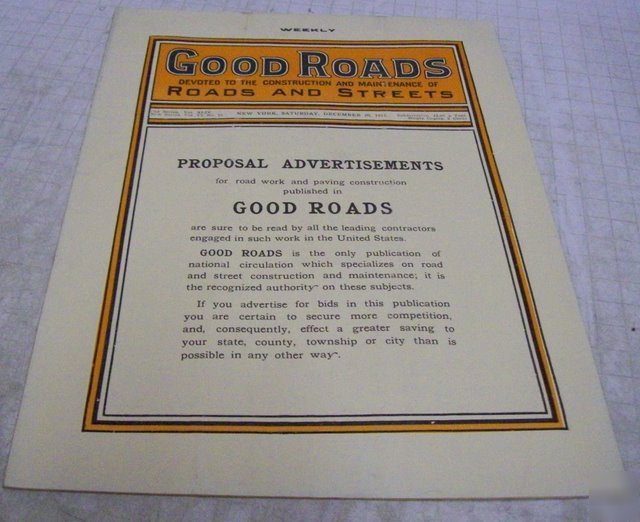 WEEKLY
GOOD ROADS
DEVOTED TO THE CONSTRUCTION AND MAINTENANCE OF
ROADS AND STREETS
NEW YORK, SATURDAY, DECEMBER
PROPOSAL ADVERTISEMENTS
for road work and paving construction
published in
GOOD ROADS
are sure to be read by all the leading contractors
engaged in such work in the United States.
GOOD ROADS is the only publication of
national circulation which specializes on road
and street construction and maintenance; it is
the recognized authority on these subjects.
If you advertise for bids in this publication
you are certain to secure more competition,
and, consequently, effect a greater saving to
your state, county, township or city than is
possible in any other way.